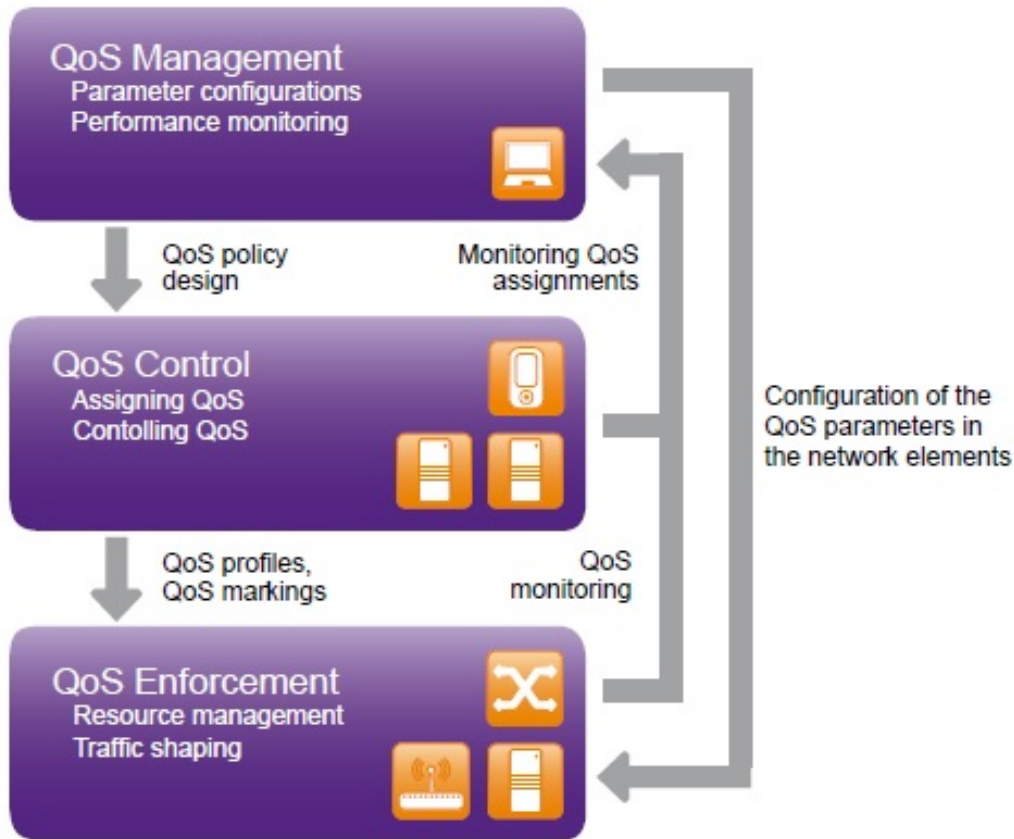 QoS Management
Parameter configurations
Performance monitoring
QoS policy
design
Monitoring QoS
assignments
QoS Control
Assigning QoS
Contolling QoS
Configuration of the
QoS parameters in
the network elements
QoS profiles,
QoS markings
QoS
monitoring
QoS Enforcement
Resource management
Traffic shaping